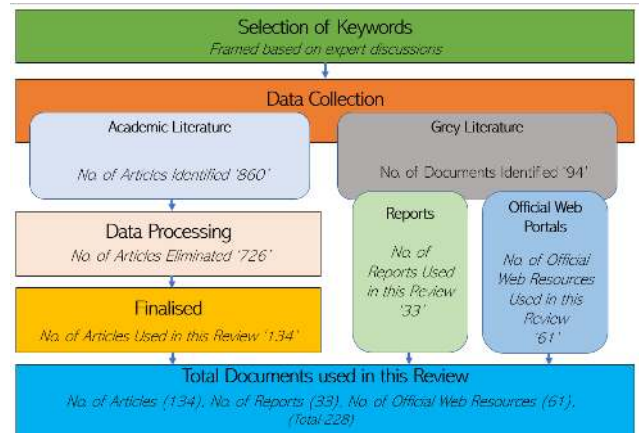 Selection of Keywords
Framed based on expert discussions
Data Collection
Academic Literature
No. of Articles Identified '860'
Grey Literature
No. of Documents Identified '94'
Data Processing
No. of Articles Eliminated '726'
Finalised
No. of Articles Used in this Review '134'
Reports
No. of
Reports Used
in this Review
'33'
Official Web
Portals
No. of Official
Web Resources
Used in this
Review
'61'
Total Documents used in this Review
No. of Articles (134), No. of Reports (33), No. of Official Web Resources (61),
(Total 228)